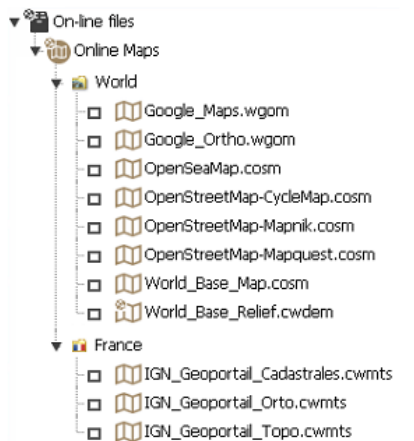 On-line files
Online Maps
World
Google_Maps.wgom
Google_Ortho.wgom
OpenSeaMap.cosm
OpenStreetMap-CycleMap.cosm
OpenStreetMap-Mapnik.cosm
OpenStreetMap-Mapquest.cosm
World_Base_Map.cosm
World_Base_Relief.cwdem
France
IGN_Geoportail_Cadastrales.cwmts
IGN_Geoportail_Orto.cwmts
IGN_Geoportail_Topo.cwmts